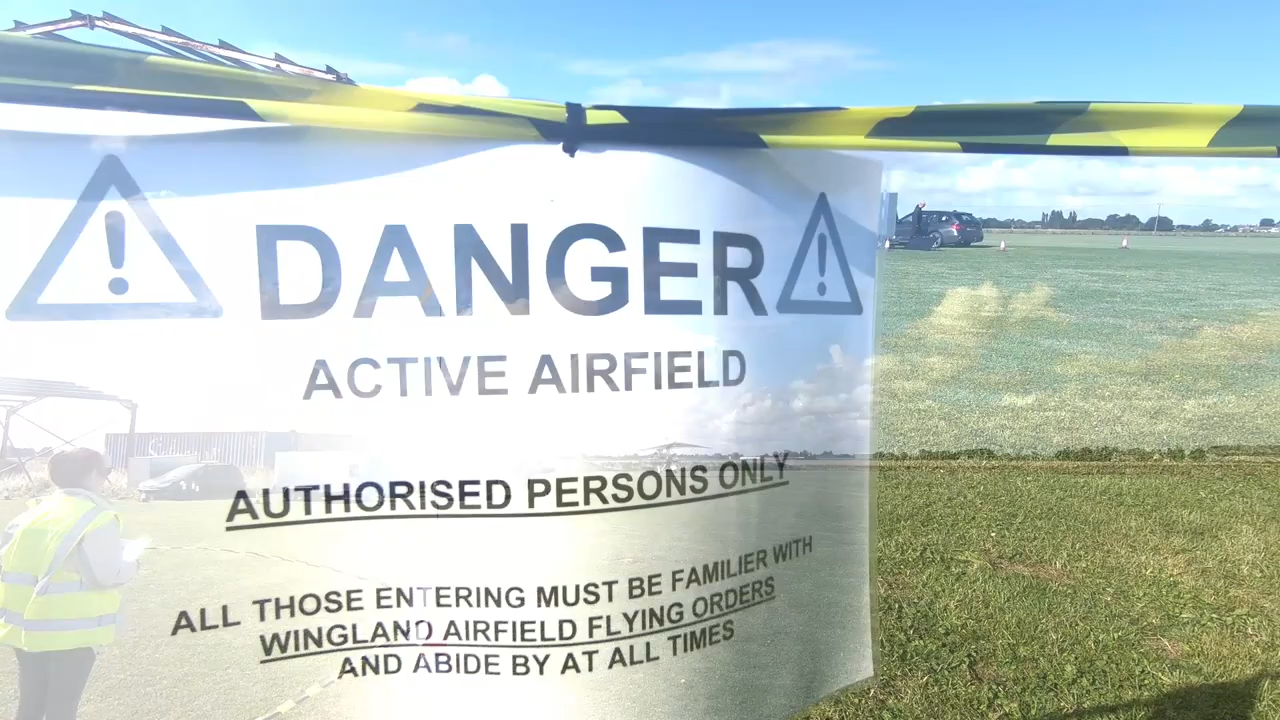 DANGER
ACTIVE AIRFIELD
AUTHORISED PERSONS ONLY
ALL THOSE ENTERING MUST BE FAMILIER WITH
WINGLAND AIRFIELD FLYING ORDERS
AND ABIDE BY AT ALL TIMES